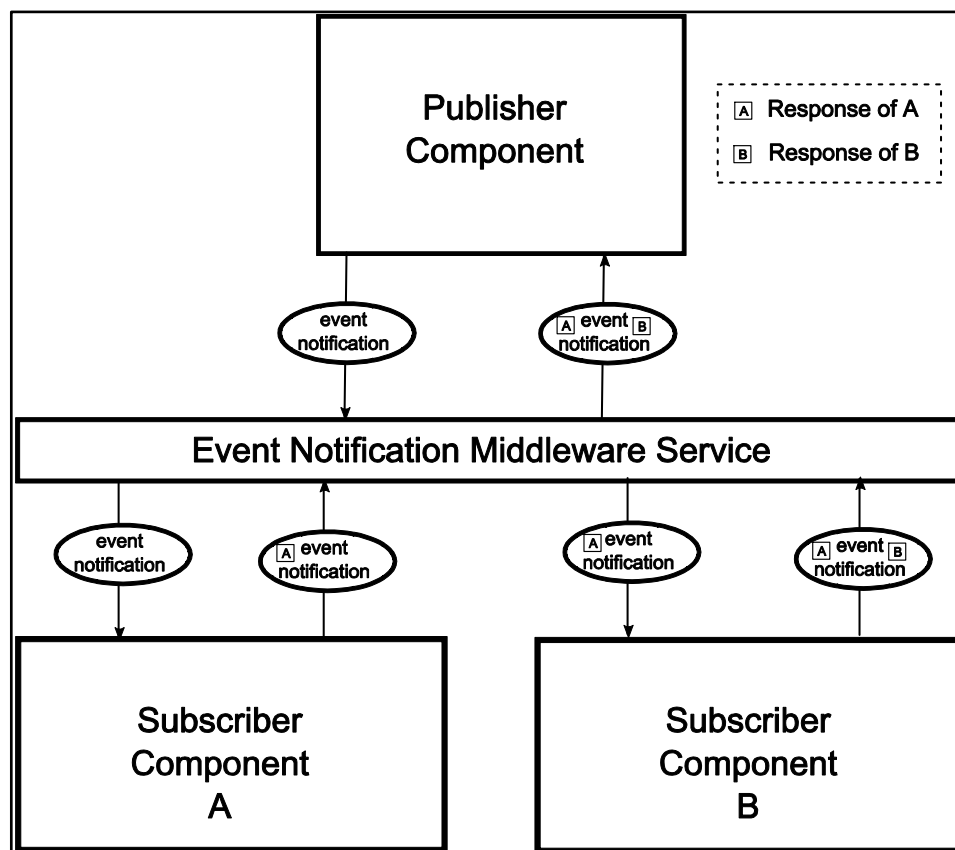 Publisher
Component
A Response of A
B Response of B
event
notification
A event B
notification
Event Notification Middleware Service
event
notification
A event
notification
A event
notification
A event B
notification
Subscriber
Component
A
Subscriber
Component
B